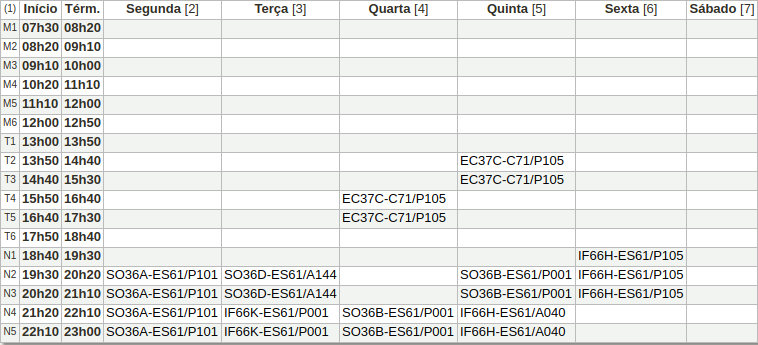 (1) Início Térm. Segunda [2] Terça [3] Quarta [4] Quinta [5] Sexta [6] Sábado [7]
M1 07h30 08h20
M2 08h20 09h10
M3 09h10 10h00
M4 10h20 11h10
M5 11h10 12h00
M6 12h00 12h50
T1 13h00 13h50
T2 13h50 14h40 EC37C-C71/P105
T3 14h40 15h30 EC37C-C71/P105
T4 15h50 16h40 EC37C-C71/P105
T5 16h40 17h30 EC37C-C71/P105
T6 17h50 18h40
N1 18h40 19h30 IF66H-ES61/P105
N2 19h30 20h20 SO36A-ES61/P101 SO36D-ES61/A144 SO36B-ES61/P001 IF66H-ES61/P105
N3 20h20 21h10 SO36A-ES61/P101 SO36D-ES61/A144 SO36B-ES61/P001 IF66H-ES61/P105
N4 21h20 22h10 SO36A-ES61/P101 IF66K-ES61/P001 SO36B-ES61/P001 IF66H-ES61/A040
N5 22h10 23h00 SO36A-ES61/P101 IF66K-ES61/P001 SO36B-ES61/P001 IF66H-ES61/A040